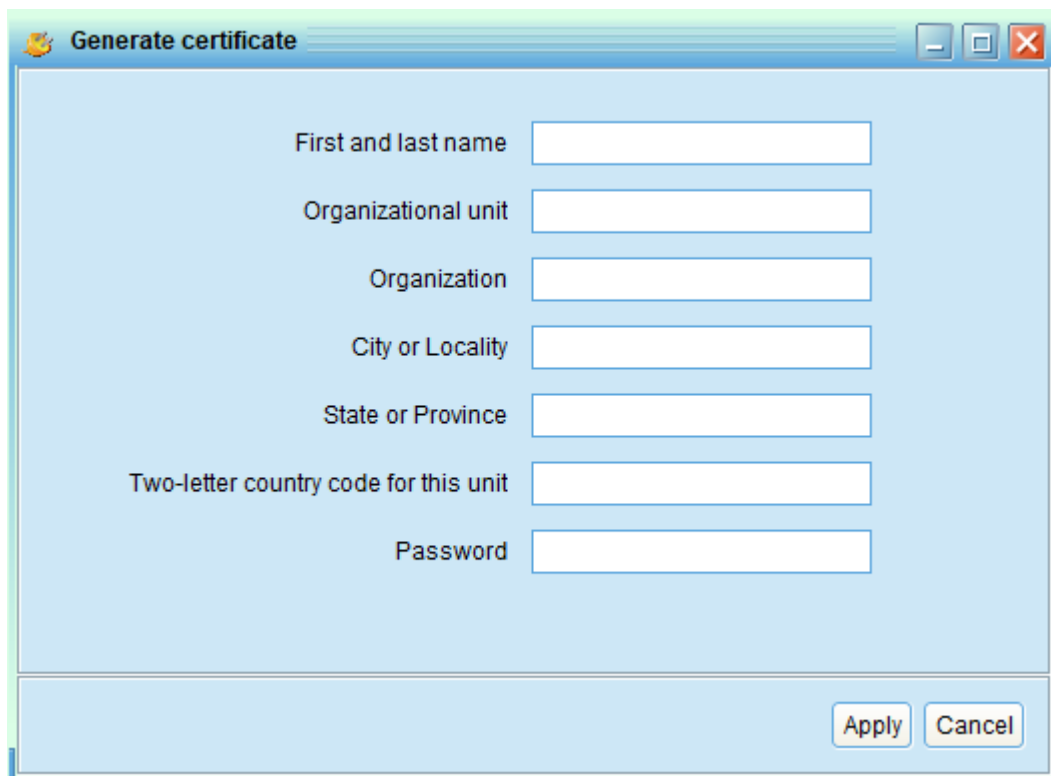 Generate certificate
First and last name
Organizational unit
Organization
City or Locality
State or Province
Two-letter country code for this unit
Password
Apply Cancel